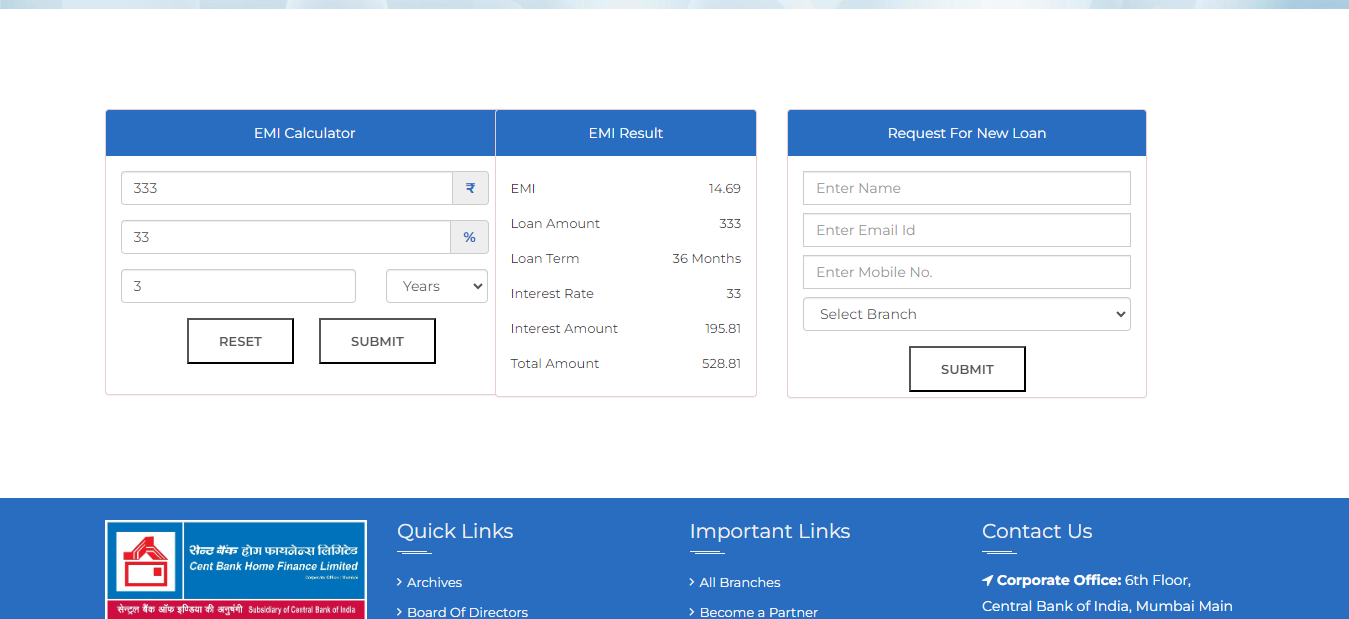 EMI Calculator
333 ₹
33 %
3 Years
RESET SUBMIT
EMI Result
EMI 14.69
Loan Amount 333
Loan Term 36 Months
Interest Rate 33
Interest Amount 195.81
Total Amount 528.81
Request For New Loan
Enter Name
Enter Email Id
Enter Mobile No.
Select Branch
SUBMIT
सेन्ट बैंक होम फायनेन्स लिमिटेड
Cent Bank Home Finance Limited
Corporate Office : Mumbai
सेन्ट्रल बैंक ऑफ इण्डिया की अनुषंगी Subsidiary of Central Bank of India
Quick Links
Archives
Board Of Directors
Important Links
All Branches
Become a Partner
Contact Us
Corporate Office: 6th Floor,
Central Bank of India, Mumbai Main